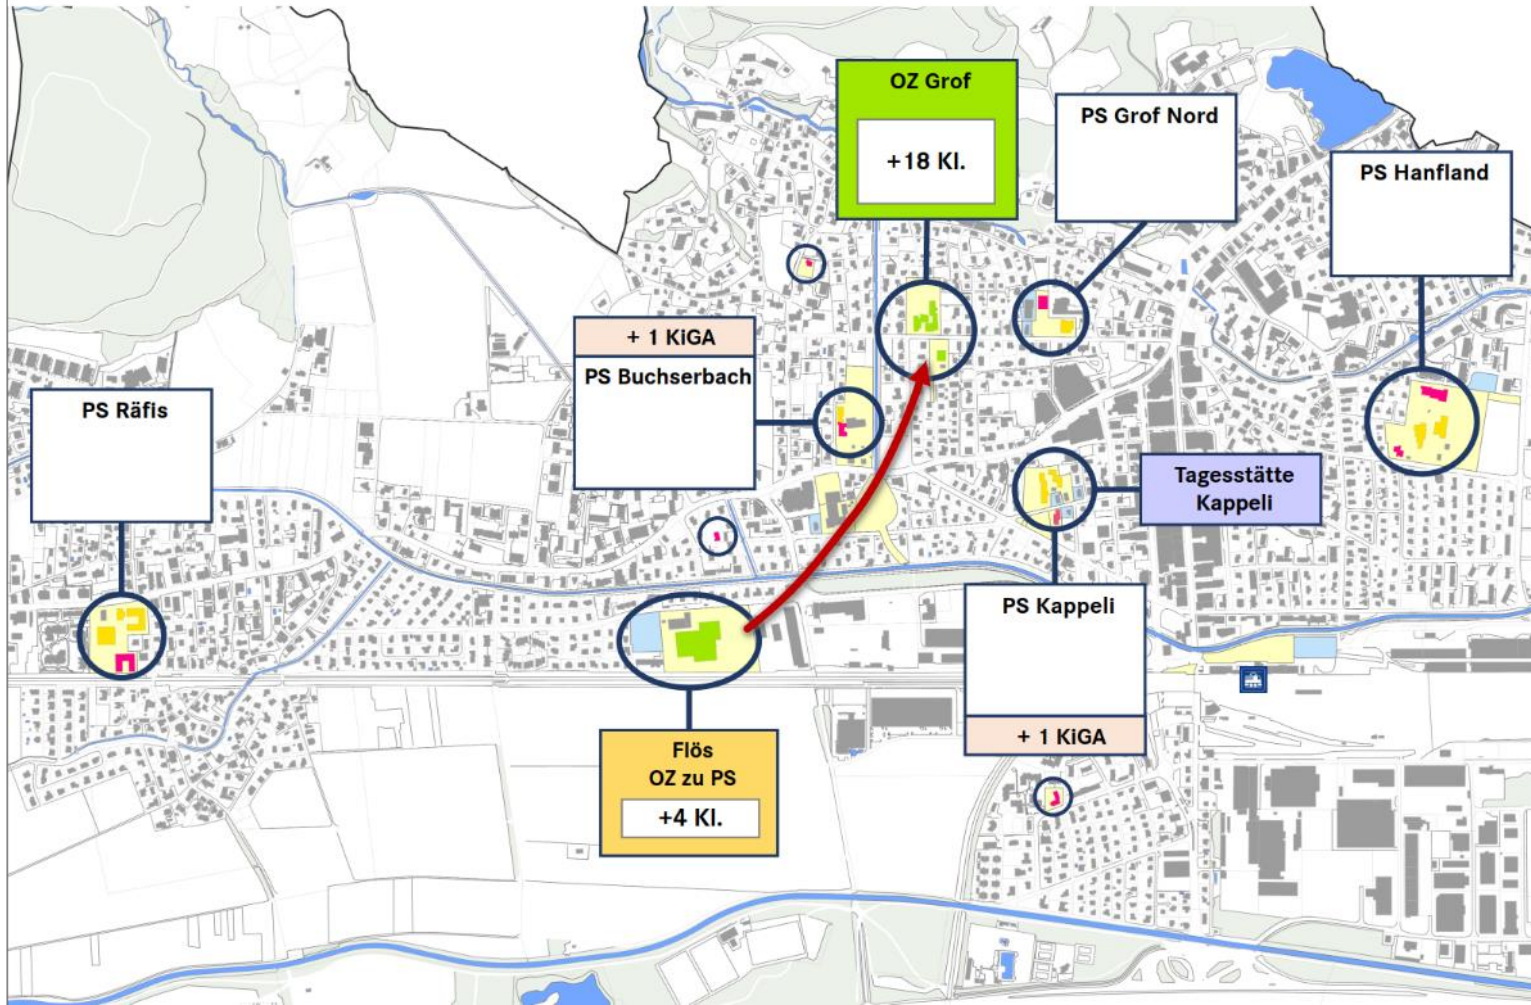 OZ Grof
+18 Kl.
PS Grof Nord
PS Hanfland
+ 1 KiGA
PS Buchserbach
PS Räfis
Tagesstätte
Kappeli
PS Kappeli
+ 1 KiGA
Flös
OZ zu PS
+4 Kl.